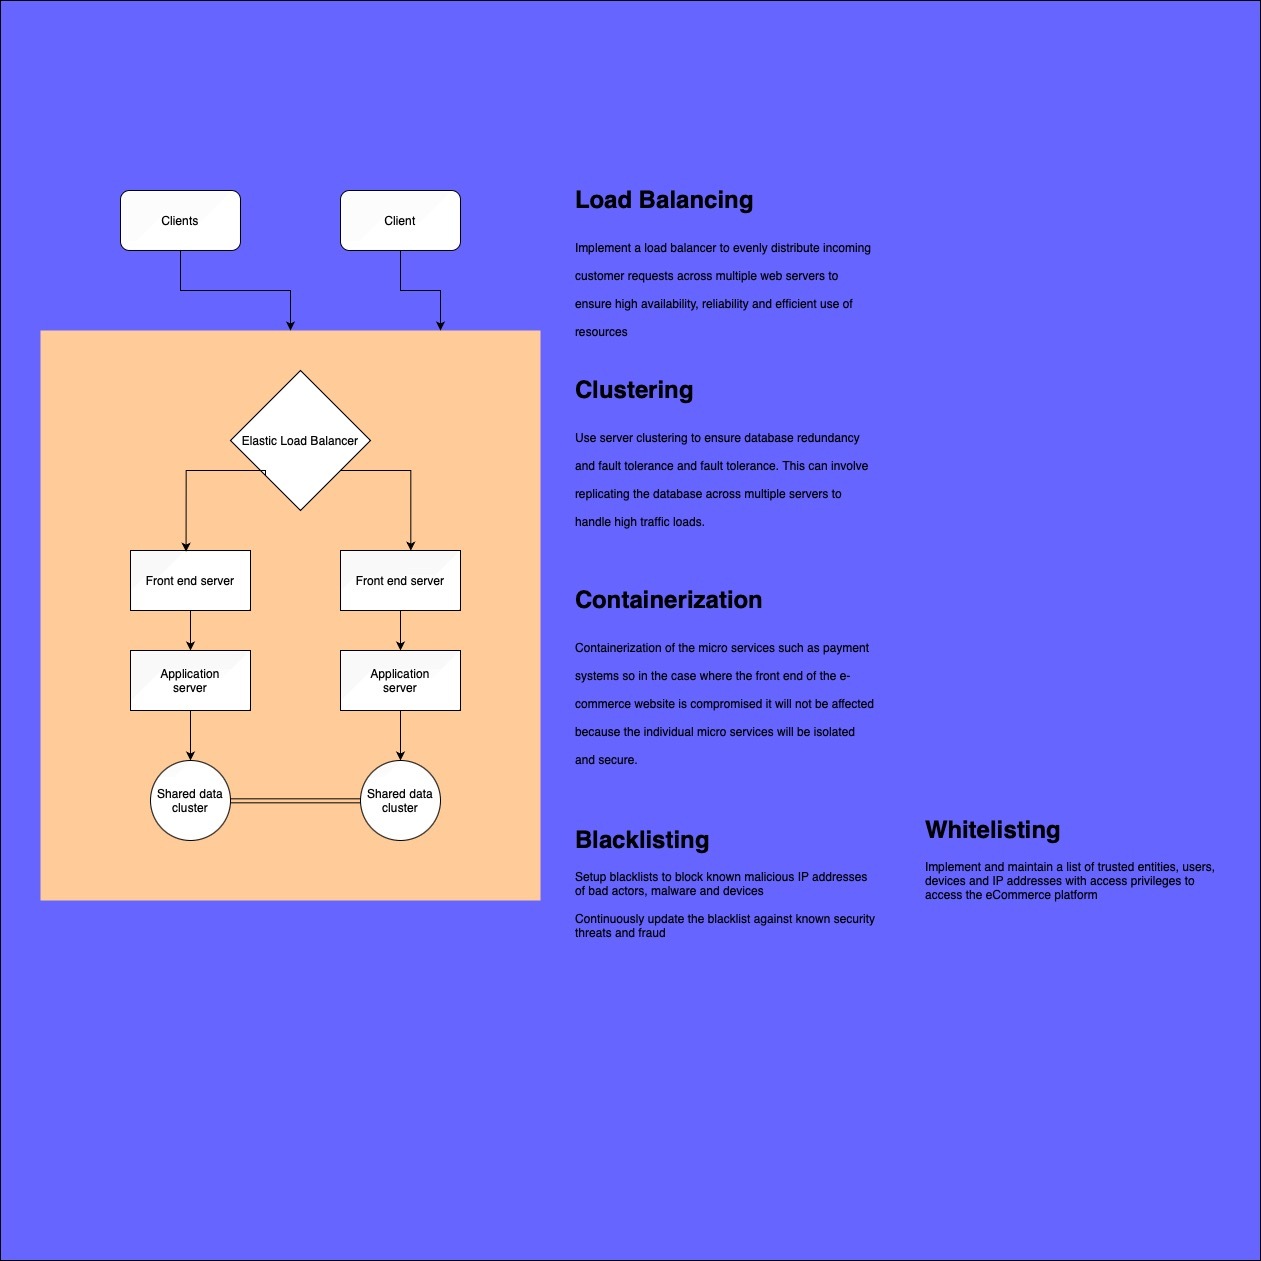 Clients
Client
Elastic Load Balancer
Front end server
Front end server
Application
server
Application
server
Shared data
cluster
Shared data
cluster
Load Balancing
Implement a load balancer to evenly distribute incoming
customer requests across multiple web servers to
ensure high availability, reliability and efficient use of
resources
Clustering
Use server clustering to ensure database redundancy
and fault tolerance and fault tolerance. This can involve
replicating the database across multiple servers to
handle high traffic loads.
Containerization
Containerization of the micro services such as payment
systems so in the case where the front end of the e-
commerce website is compromised it will not be affected
because the individual micro services will be isolated
and secure.
Blacklisting
Setup blacklists to block known malicious IP addresses
of bad actors, malware and devices
Continuously update the blacklist against known security
threats and fraud
Whitelisting
Implement and maintain a list of trusted entities, users,
devices and IP addresses with access privileges to
access the eCommerce platform